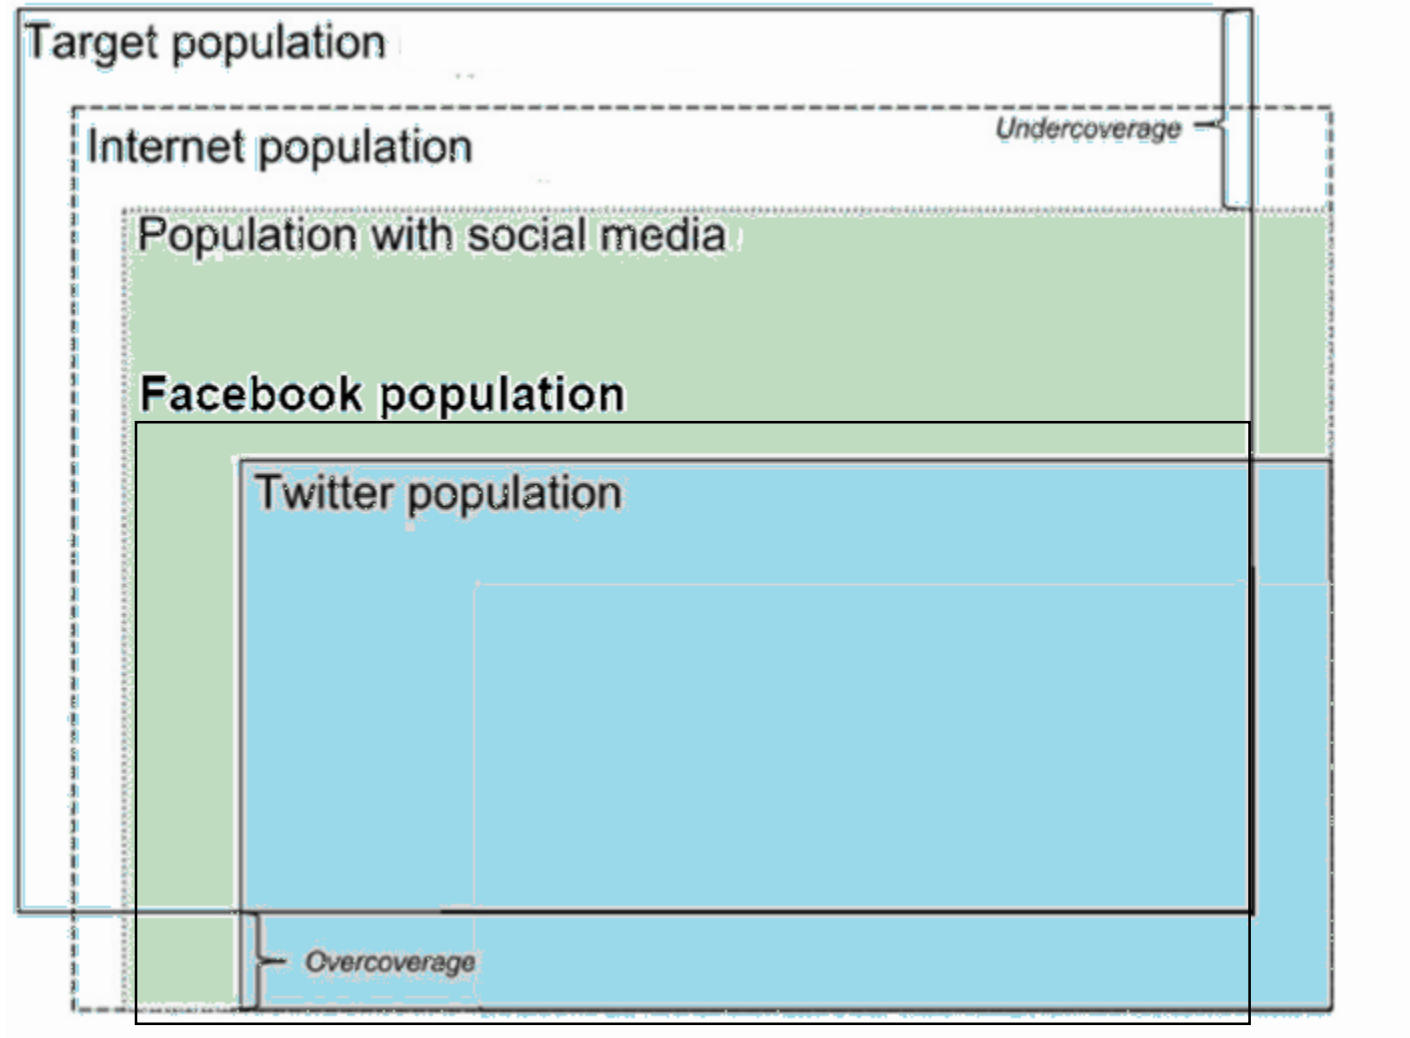 Target population
Undercoverage
Internet population
Population with social media
Facebook population
Twitter population
Overcoverage